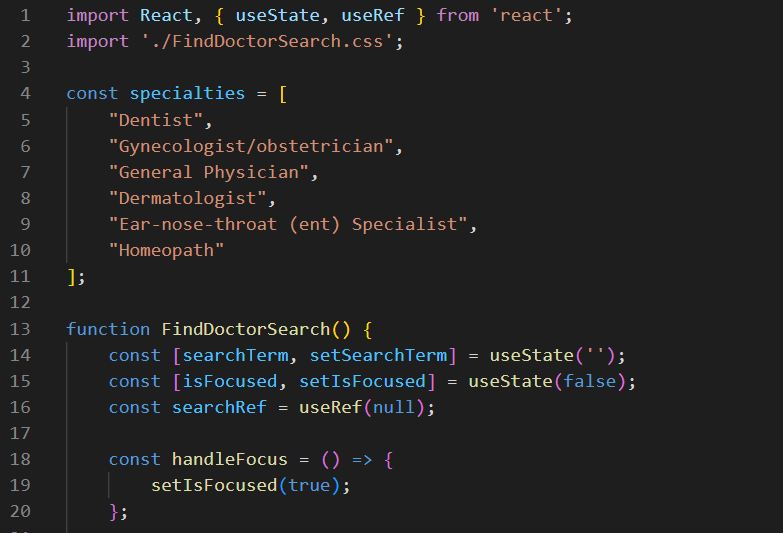 1 import React, { useState, useRef } from 'react';
2 import './FindDoctorSearch.css';
3
4 const specialties = [
5     "Dentist",
6     "Gynecologist/obstetrician",
7     "General Physician",
8     "Dermatologist",
9     "Ear-nose-throat (ent) Specialist",
10     "Homeopath"
11 ];
12
13 function FindDoctorSearch() {
14     const [searchTerm, setSearchTerm] = useState('');
15     const [isFocused, setIsFocused] = useState(false);
16     const searchRef = useRef(null);
17
18     const handleFocus = () => {
19         setIsFocused(true);
20     };